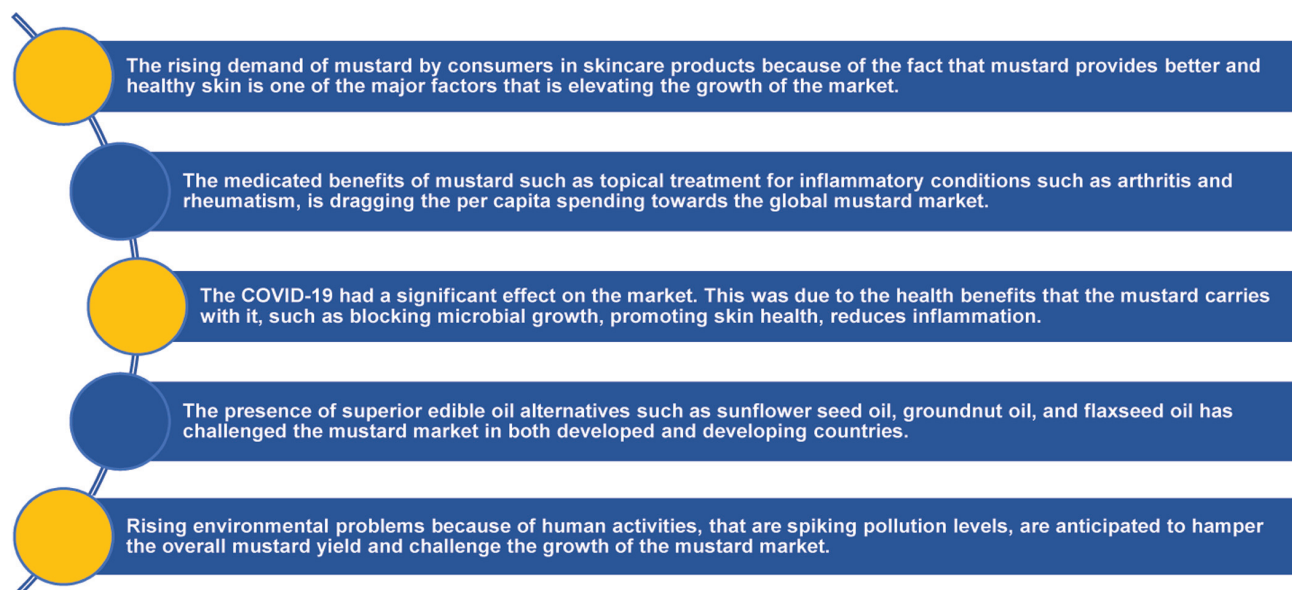 The rising demand of mustard by consumers in skincare products because of the fact that mustard provides better and
healthy skin is one of the major factors that is elevating the growth of the market.
The medicated benefits of mustard such as topical treatment for inflammatory conditions such as arthritis and
rheumatism, is dragging the per capita spending towards the global mustard market.
The COVID-19 had a significant effect on the market. This was due to the health benefits that the mustard carries
with it, such as blocking microbial growth, promoting skin health, reduces inflammation.
The presence of superior edible oil alternatives such as sunflower seed oil, groundnut oil, and flaxseed oil has
challenged the mustard market in both developed and developing countries.
Rising environmental problems because of human activities, that are spiking pollution levels, are anticipated to hamper
the overall mustard yield and challenge the growth of the mustard market.